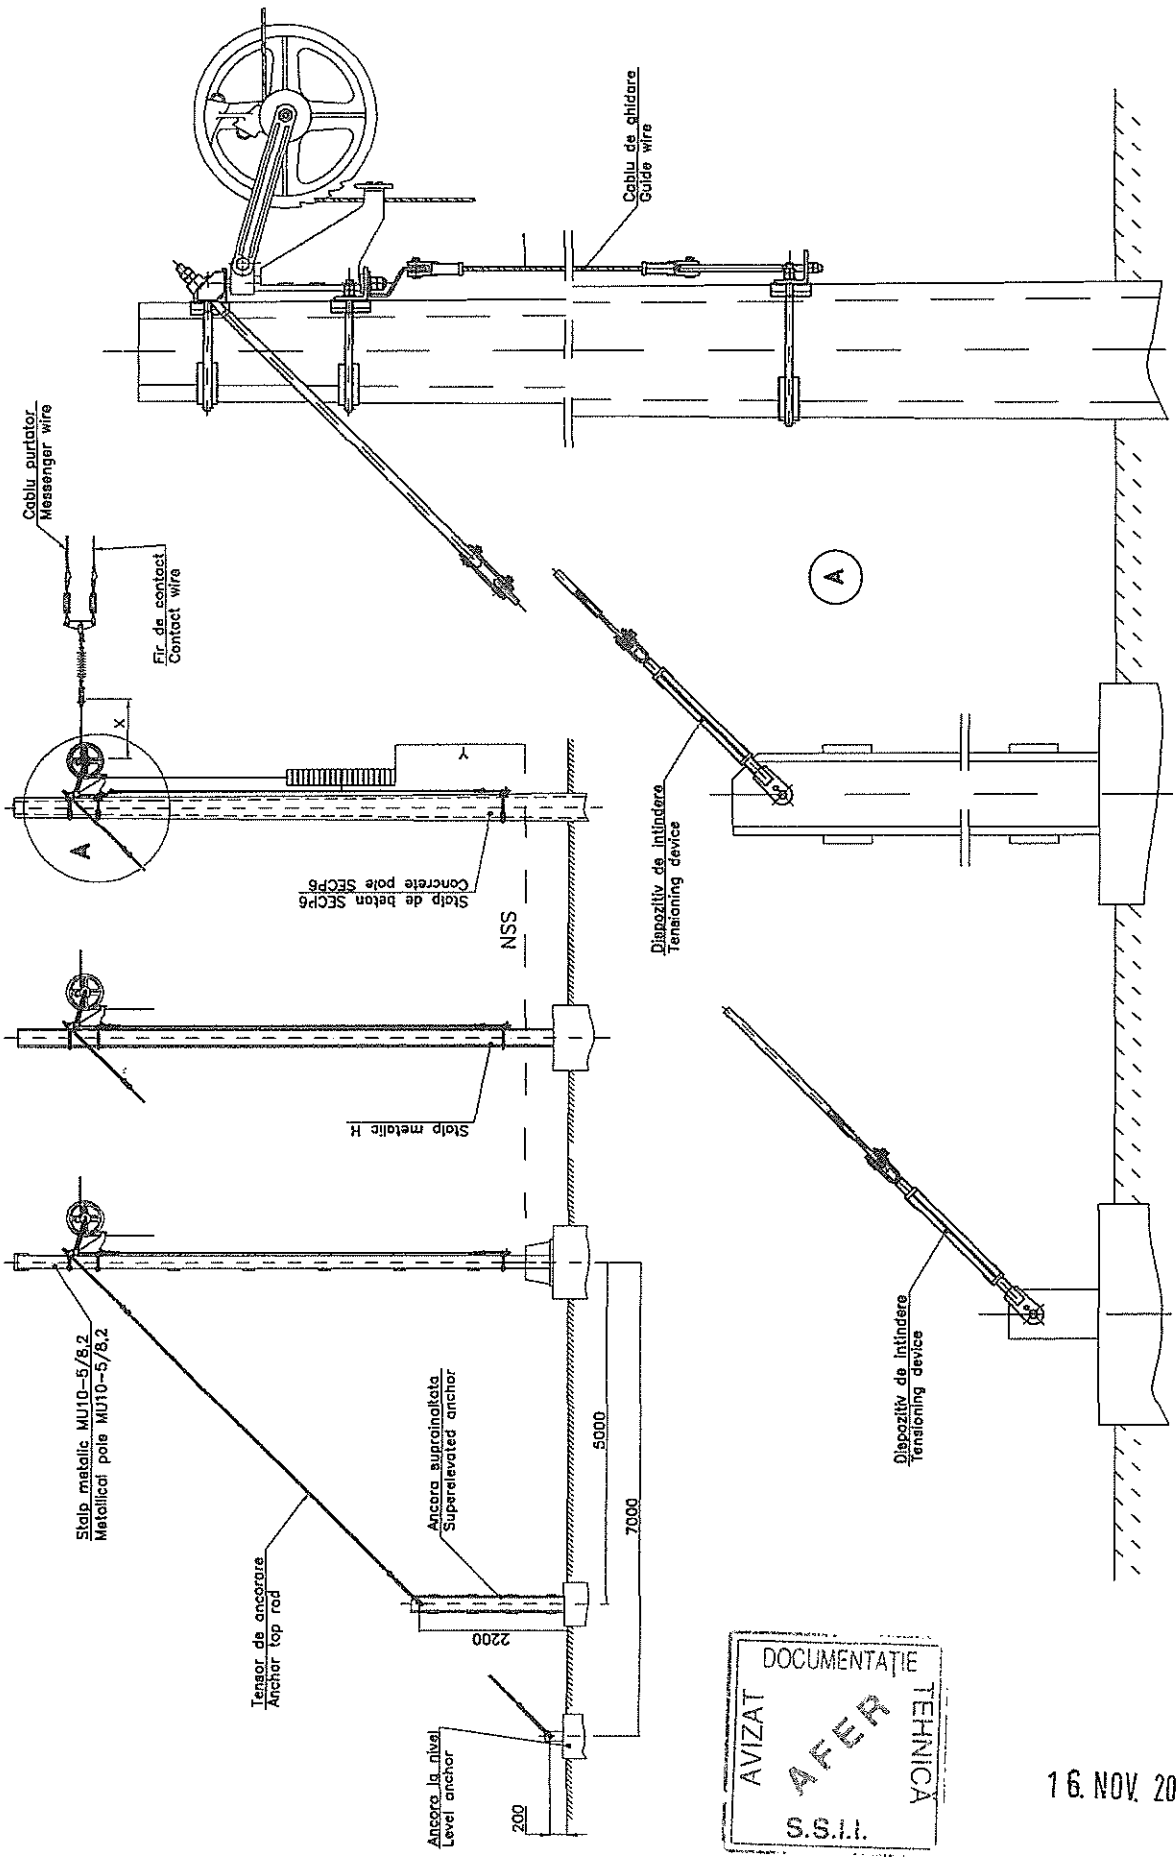 Cablu purtator
Messenger wire
Fir de contact
Contact wire
X
Y
A
Stalp de beton SECP6
Concrete pole SECP6
NSS
Stalp metalic H
Stalp metalic MU10-5/8,2
Metallical pole MU10-5/8,2
Tensor de ancorare
Anchor top rod
Ancora suprainaltata
Superelevated anchor
Ancora la nivel
Level anchor
200
2200
5000
7000
Cablu de ghidare
Guide wire
A
Dispozitiv de intindere
Tensioning device
Dispozitiv de intindere
Tensioning device
DOCUMENTAȚIE
TEHNICĂ
AVIZAT
AFER
S.S.I.I.
16. NOV. 20